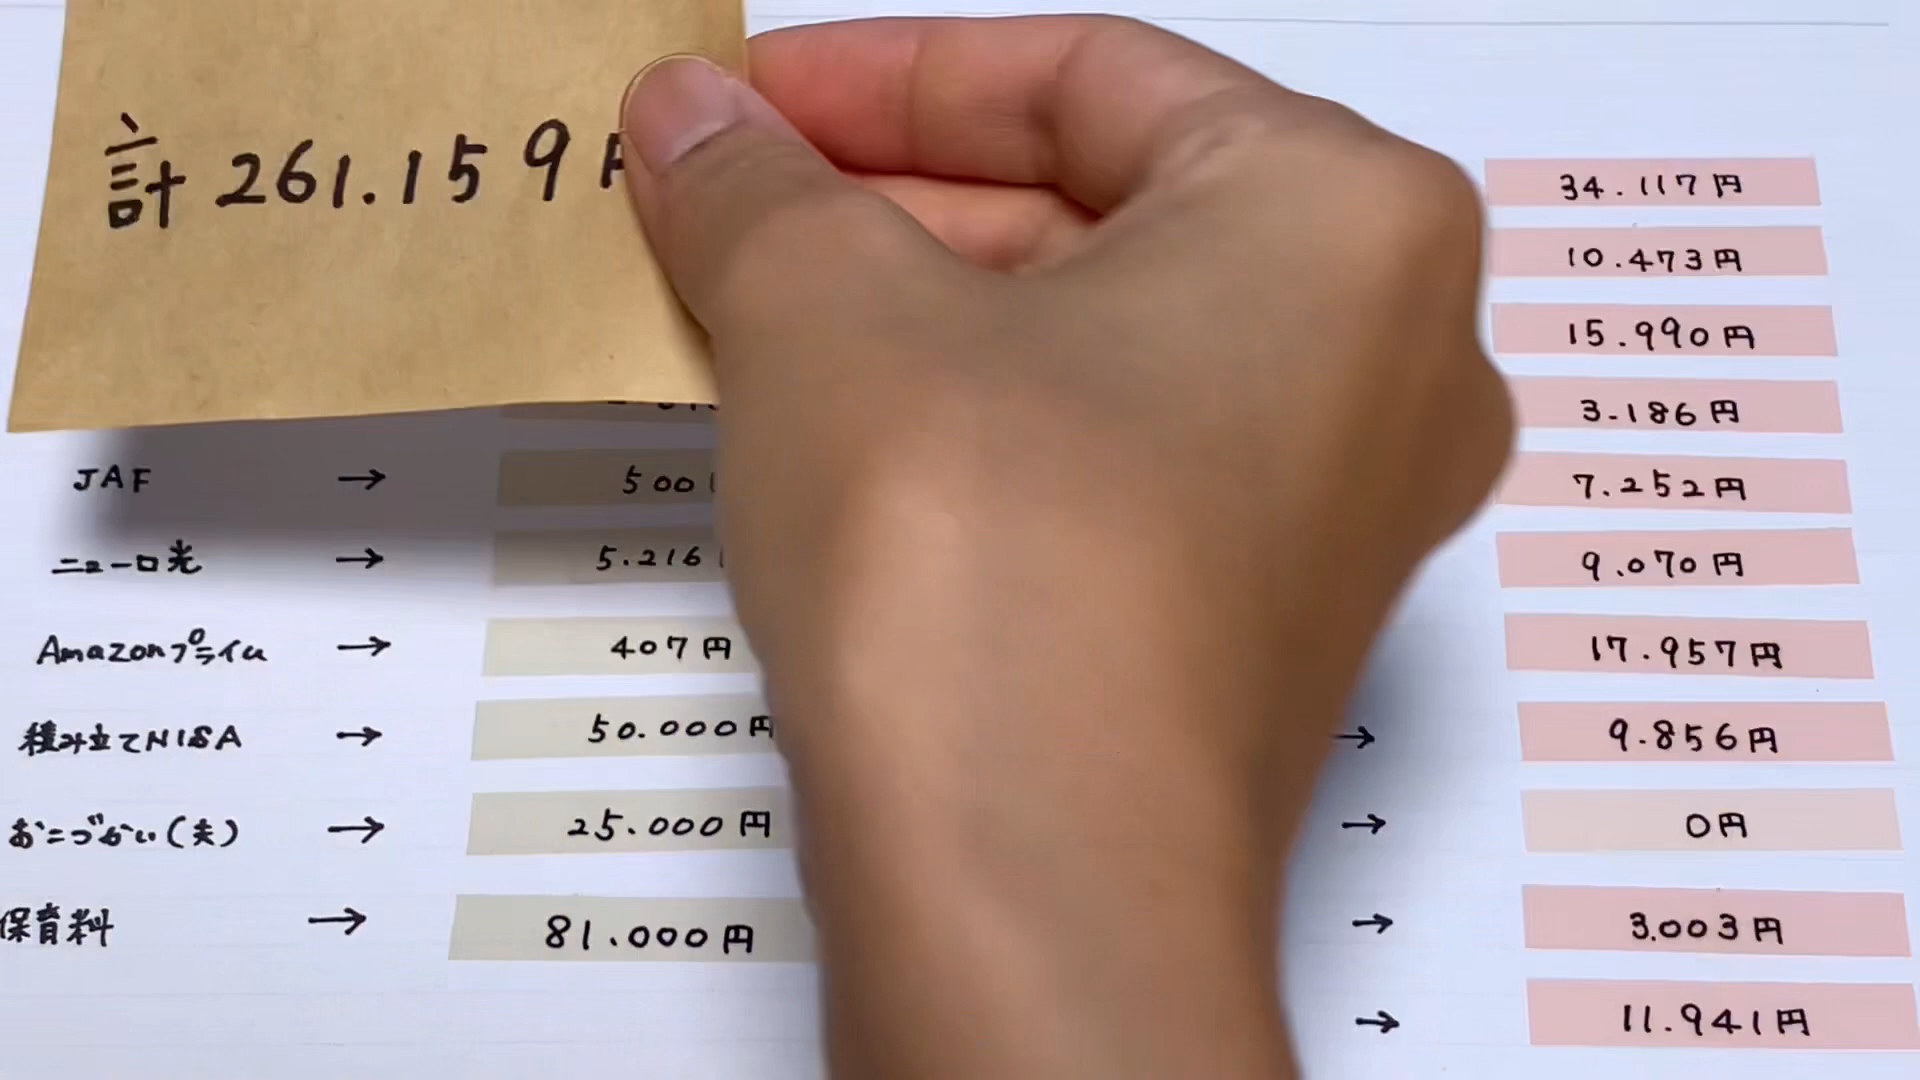 計 261.159
JAF → 500
ニューロ光 → 5.216
Amazonプライム → 407円
積み立てNISA → 50.000円
おこづかい(夫) → 25.000円
保育料 → 81.000円
34.117円
10.473円
15.990円
3.186円
7.252円
9.070円
17.957円
→ 9.856円
→ 0円
→ 3.003円
→ 11.941円